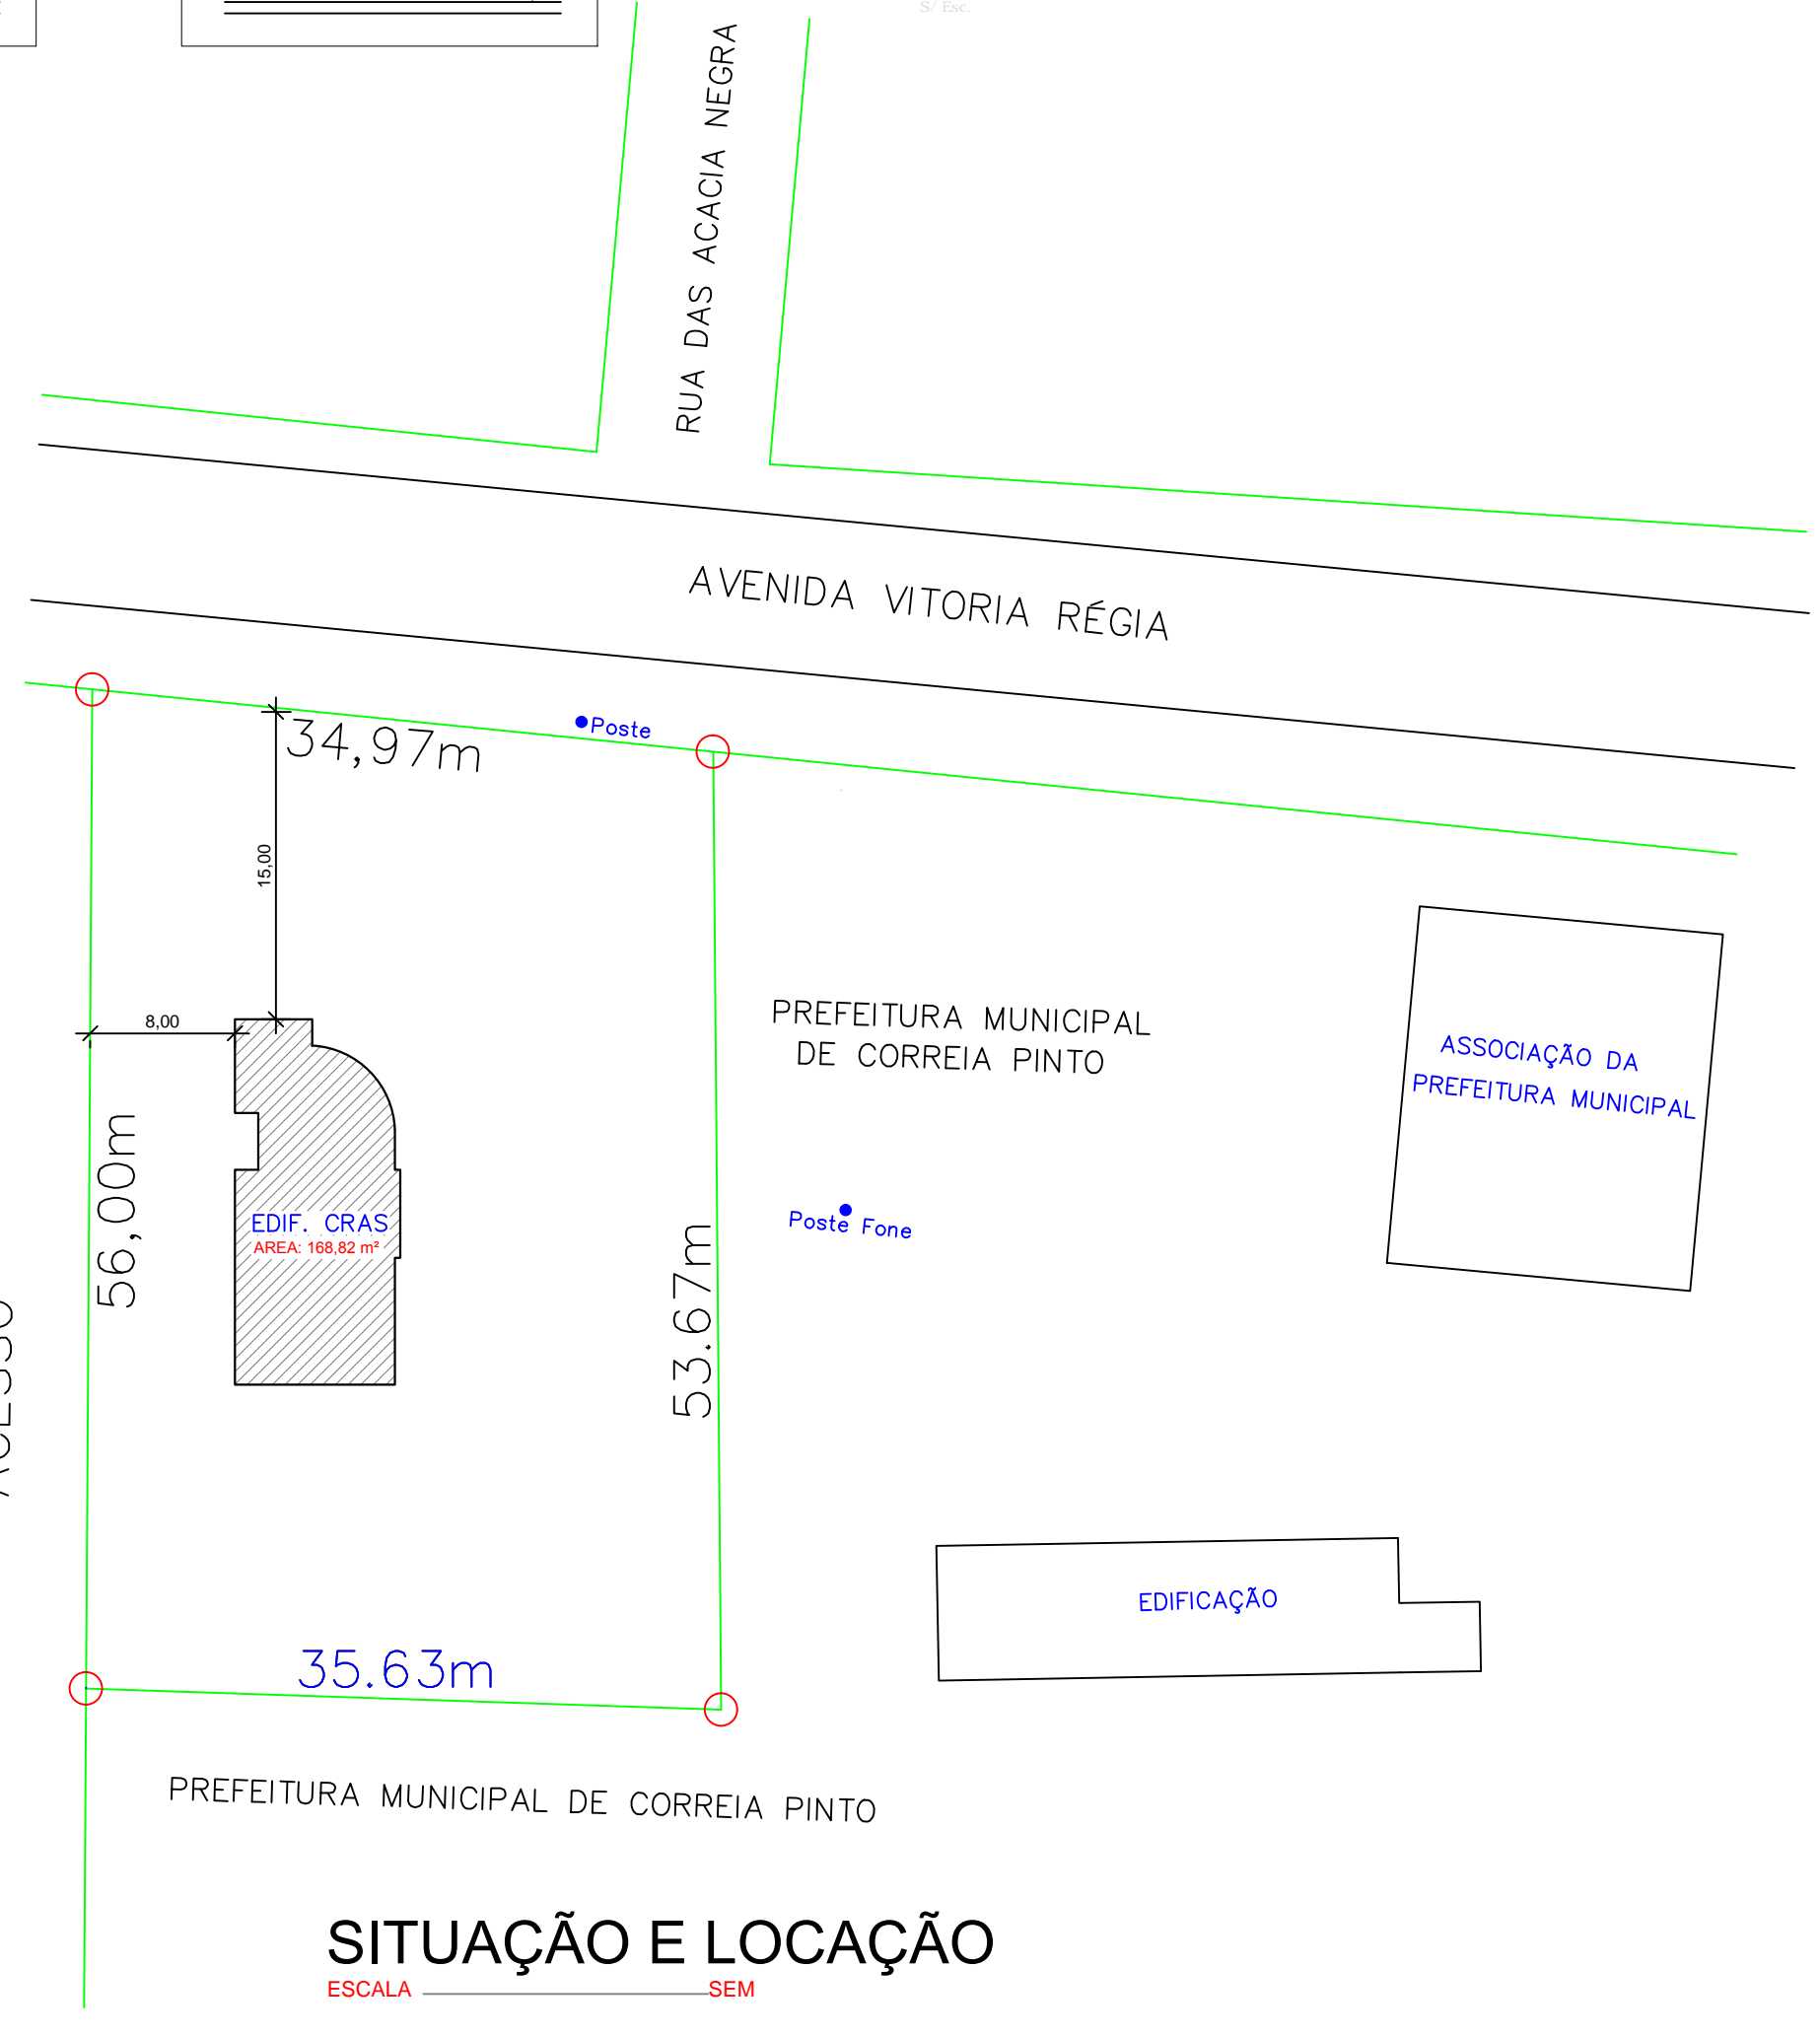 S/ Esc.
RUA DAS ACACIA NEGRA
AVENIDA VITORIA RÉGIA
Poste
34,97m
15,00
8,00
PREFEITURA MUNICIPAL
DE CORREIA PINTO
ASSOCIAÇÃO DA
PREFEITURA MUNICIPAL
56,00m
Poste Fone
EDIF. CRAS
AREA: 168,82 m²
53.67m
EDIFICAÇÃO
35.63m
PREFEITURA MUNICIPAL DE CORREIA PINTO
SITUAÇÃO E LOCAÇÃO
ESCALA SEM